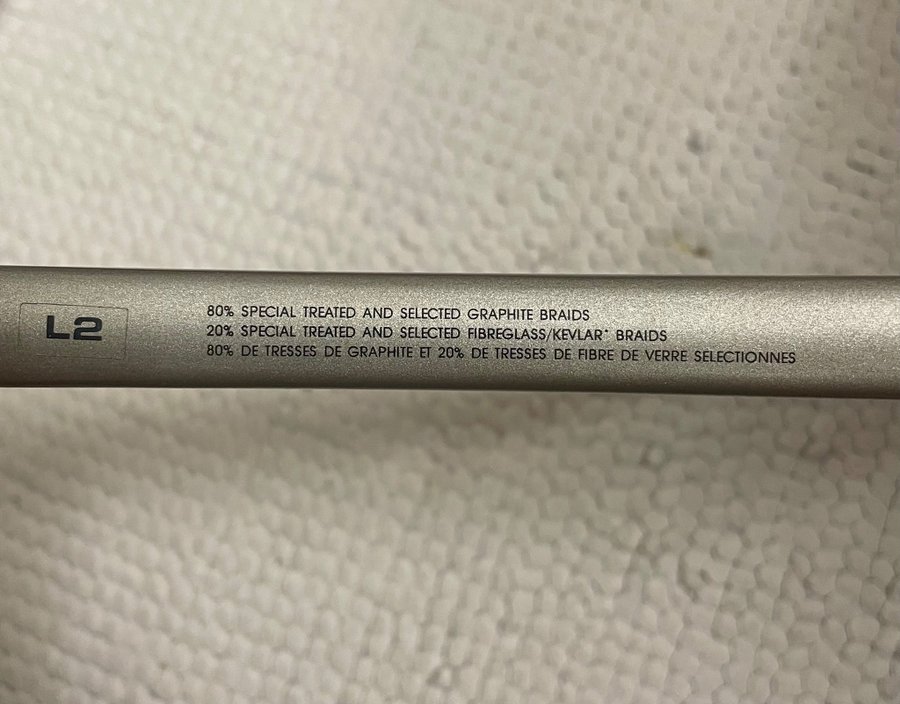 L2
80% SPECIAL TREATED AND SELECTED GRAPHITE BRAIDS
20% SPECIAL TREATED AND SELECTED FIBREGLASS/KEVLAR* BRAIDS
80% DE TRESSES DE GRAPHITE ET 20% DE TRESSES DE FIBRE DE VERRE SELECTIONNES